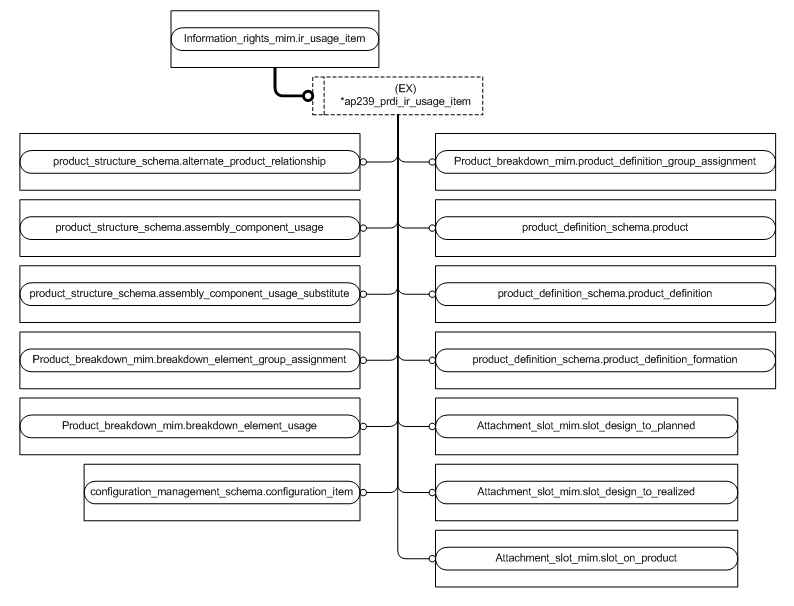 Information_rights_mim.ir_usage_item
(EX)
*ap239_prdi_ir_usage_item
product_structure_schema.alternate_product_relationship
Product_breakdown_mim.product_definition_group_assignment
product_structure_schema.assembly_component_usage
product_definition_schema.product
product_structure_schema.assembly_component_usage_substitute
product_definition_schema.product_definition
Product_breakdown_mim.breakdown_element_group_assignment
product_definition_schema.product_definition_formation
Product_breakdown_mim.breakdown_element_usage
Attachment_slot_mim.slot_design_to_planned
configuration_management_schema.configuration_item
Attachment_slot_mim.slot_design_to_realized
Attachment_slot_mim.slot_on_product